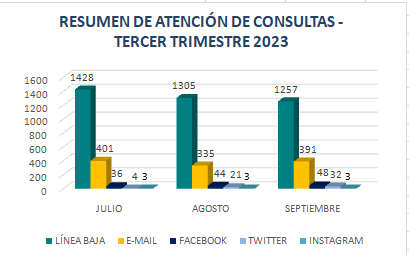 RESUMEN DE ATENCIÓN DE CONSULTAS -
TERCER TRIMESTRE 2023
1600
1400
1200
1000
800
600
400
200
0
1428
401
36
4
3
1305
335
44
21
3
1257
391
48
32
3
JULIO
AGOSTO
SEPTIEMBRE
LÍNEA BAJA
E-MAIL
FACEBOOK
TWITTER
INSTAGRAM